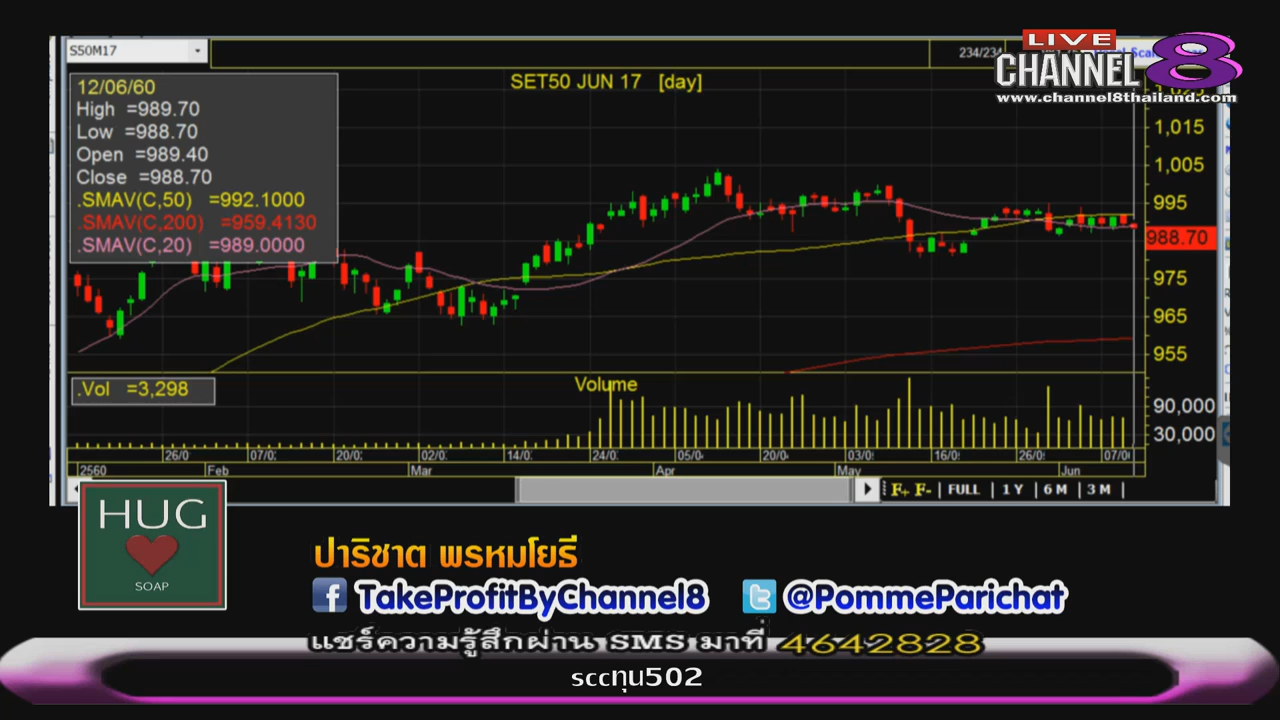 S50M17
234/234
LIVE
CHANNEL 8
www.channel8thailand.com
SET50 JUN 17 [day]
12/06/60
High =989.70
Low =988.70
Open =989.40
Close =988.70
.SMAV(C,50) =992.1000
.SMAV(C,200) =959.4130
.SMAV(C,20) =989.0000
1,015
1,005
995
988.70
975
965
955
.Vol =3,298
Volume
90,000
30,000
26/0 07/0 20/0 02/0 14/0 24/0 05/0 20/0 03/0 16/0 26/0 07/0
2560 Feb Mar Apr May Jun
F+ F- FULL 1 Y 6 M 3 M
HUG
SOAP
ปาริชาต พรหมโยธี
f TakeProfitByChannel8 t @PommeParichat
แชร์ความรู้สึกผ่าน SMS มาที่ 4642828
sccทุน502